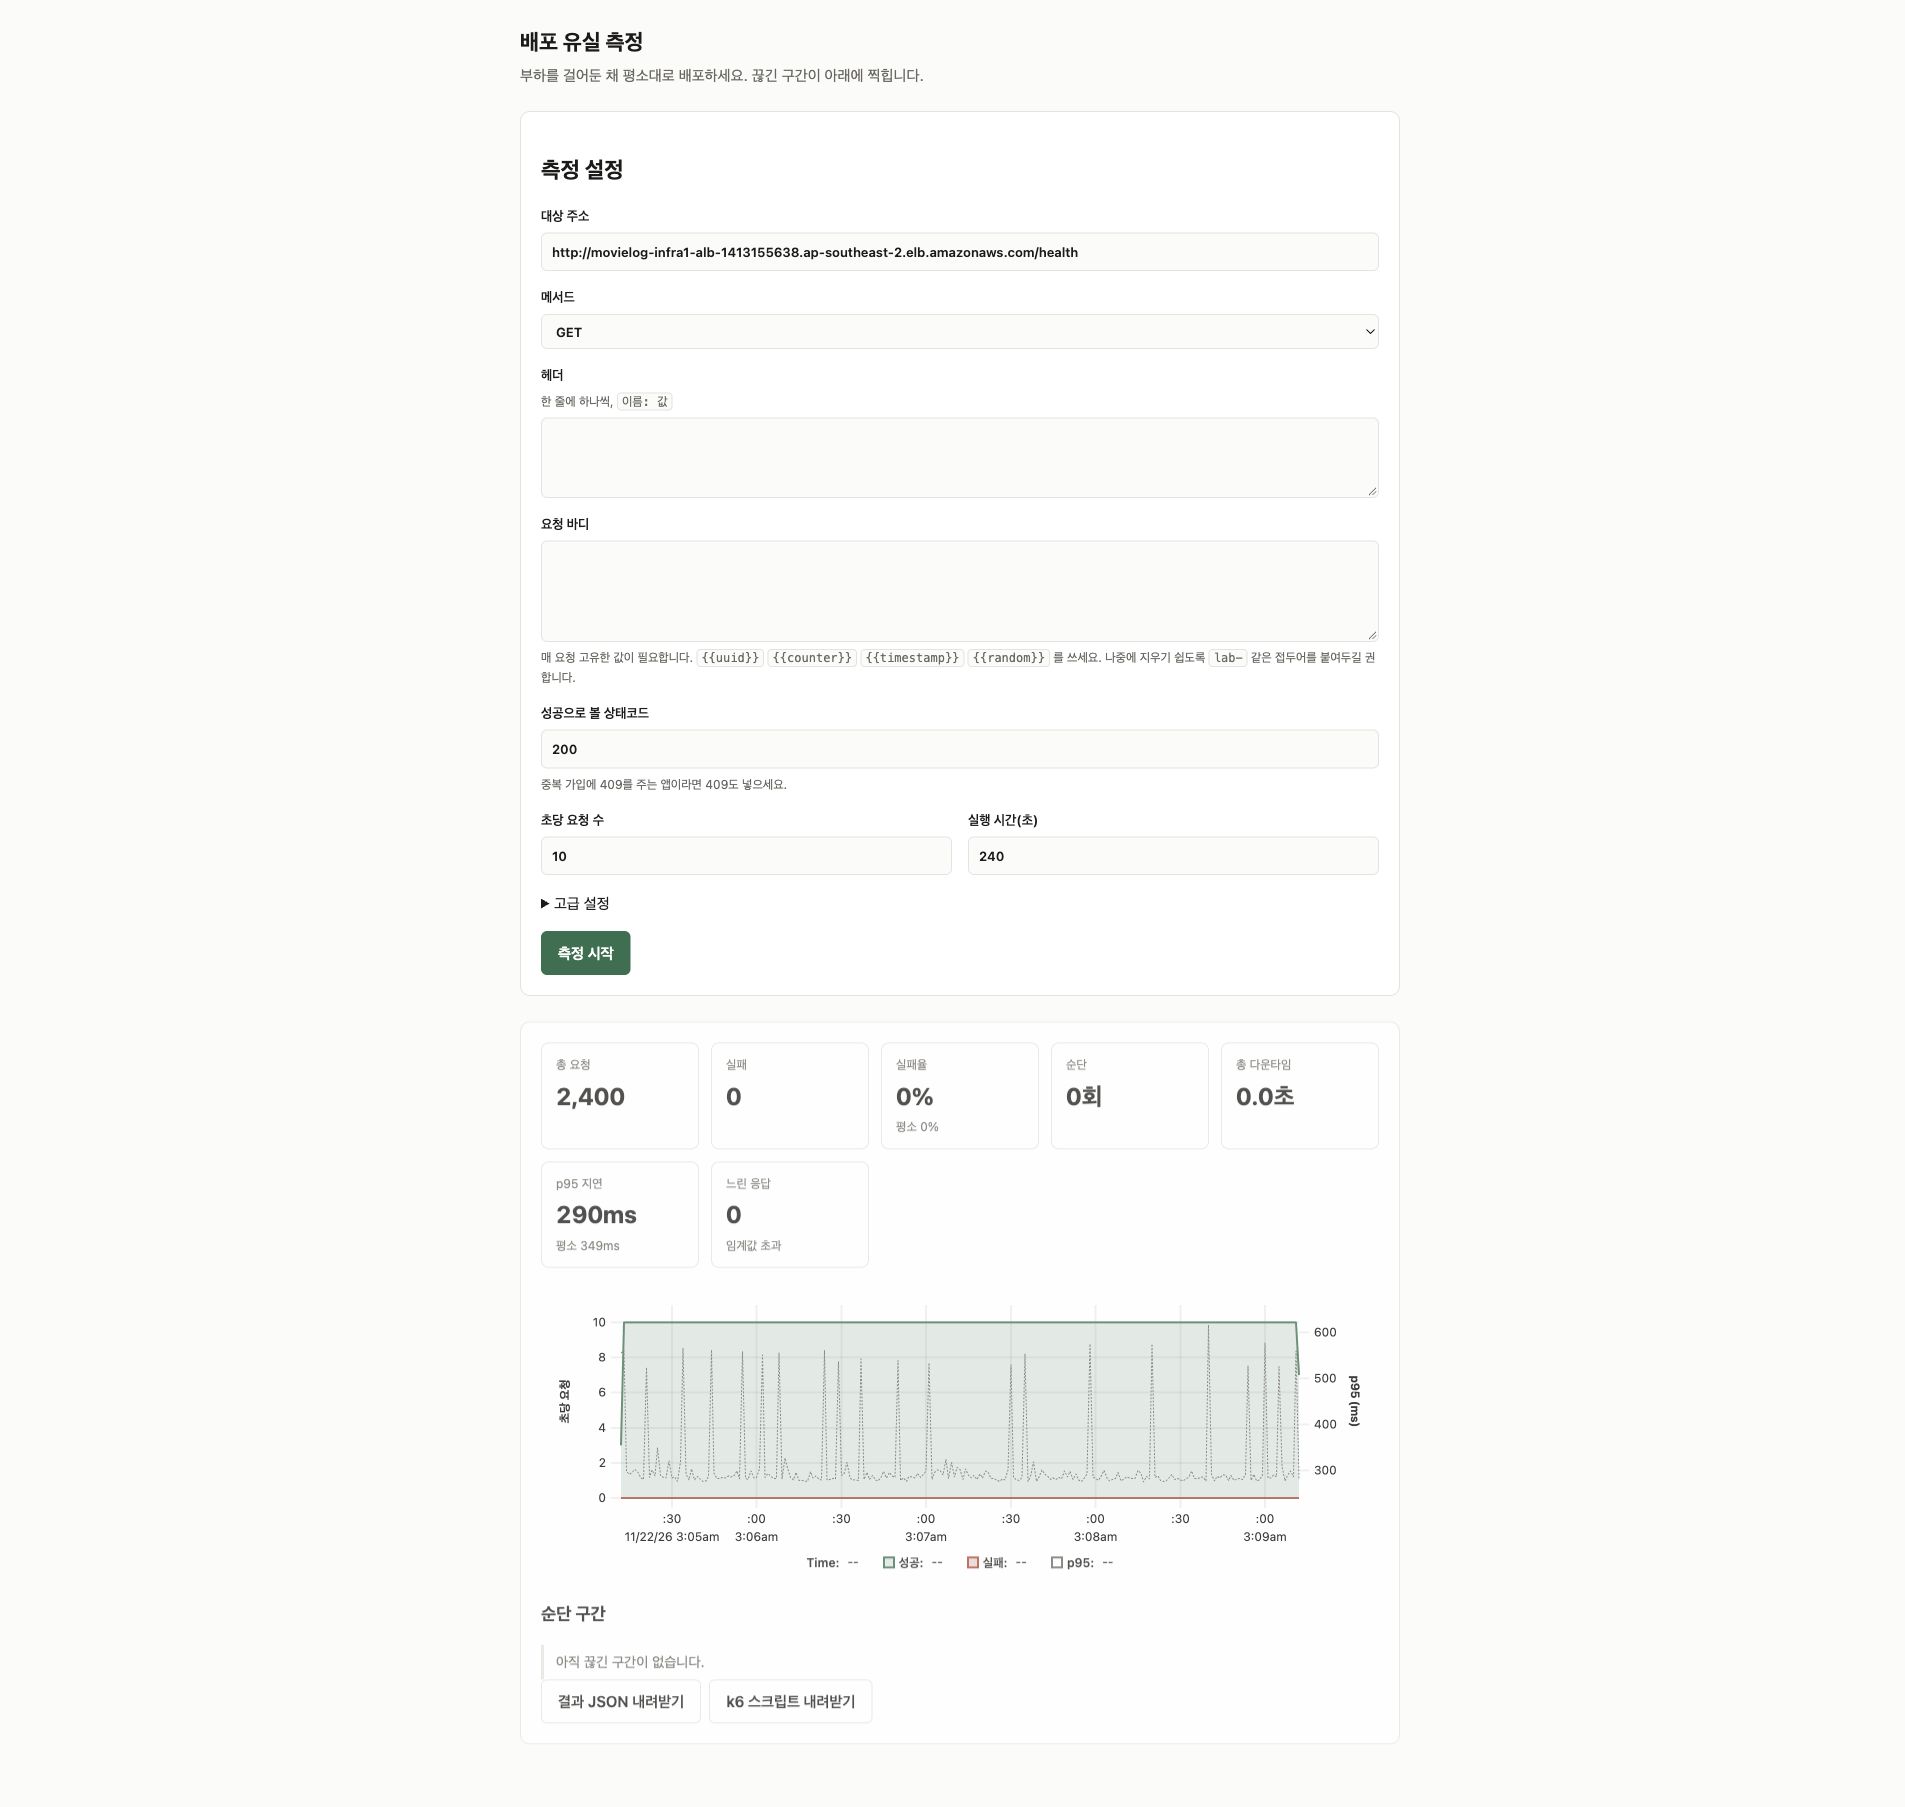 배포 유실 측정
부하를 걸어둔 채 평소대로 배포하세요. 끊긴 구간이 아래에 찍힙니다.
측정 설정
대상 주소
http://movielog-infra1-alb-1413155638.ap-southeast-2.elb.amazonaws.com/health
메서드
GET
헤더
한 줄에 하나씩, 이름: 값
요청 바디
매 요청 고유한 값이 필요합니다. {{uuid}} {{counter}} {{timestamp}} {{random}} 를 쓰세요. 나중에 지우기 쉽도록 lab- 같은 접두어를 붙여두길 권
합니다.
성공으로 볼 상태코드
200
중복 가입에 409를 주는 앱이라면 409도 넣으세요.
초당 요청 수 실행 시간(초)
10 240
▶ 고급 설정
측정 시작
총 요청 실패 실패율 순단 총 다운타임
2,400 0 0% 0회 0.0초
평소 0%
p95 지연 느린 응답
290ms 0
평소 349ms 임계값 초과
초당 요청
10
8
6
4
2
0
p95 (ms)
600
500
400
300
:30 :00 :30 :00 :30 :00 :30 :00
11/22/26 3:05am 3:06am 3:07am 3:08am 3:09am
Time: -- 성공: -- 실패: -- p95: --
순단 구간
아직 끊긴 구간이 없습니다.
결과 JSON 내려받기 k6 스크립트 내려받기